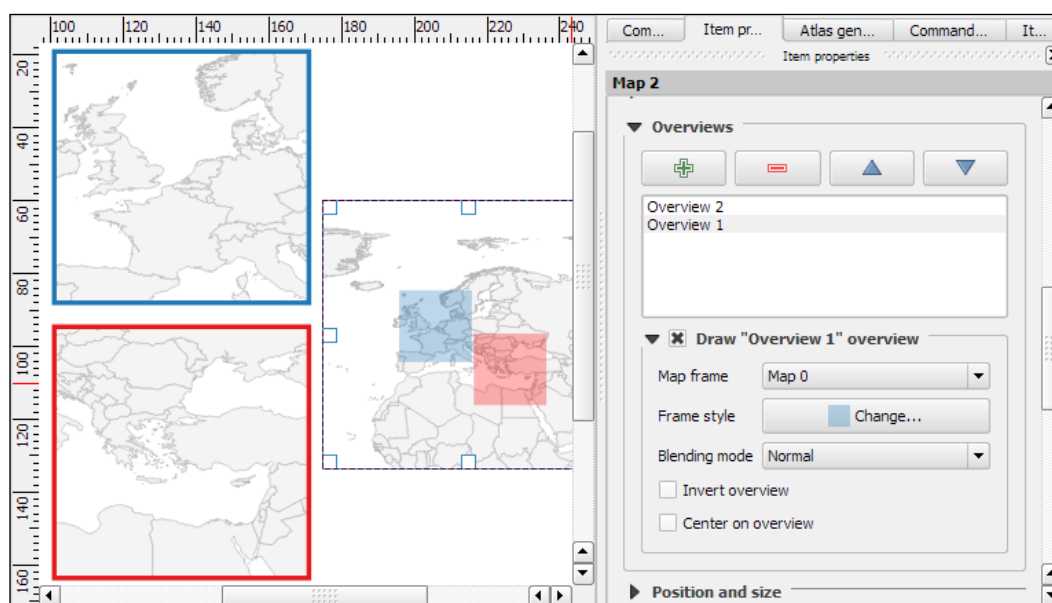 100 120 140 160 180 200 220 240
Com... Item pr... Atlas gen... Command... It...
Item properties
Map 2
20
40
60
80
100
120
140
160
Overviews
Overview 2
Overview 1
Draw "Overview 1" overview
Map frame Map 0
Frame style Change...
Blending mode Normal
Invert overview
Center on overview
Position and size